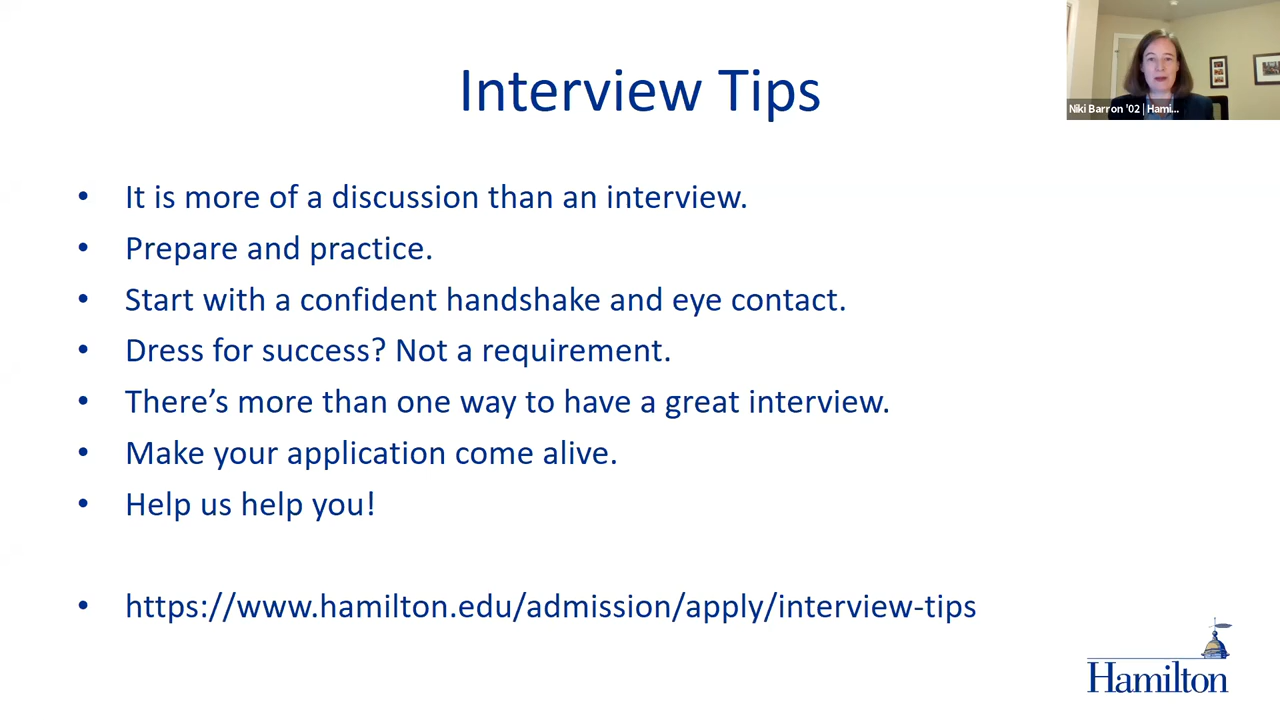 Interview Tips
Niki Barron '02 | Hami...
• It is more of a discussion than an interview.
• Prepare and practice.
• Start with a confident handshake and eye contact.
• Dress for success? Not a requirement.
• There’s more than one way to have a great interview.
• Make your application come alive.
• Help us help you!
• https://www.hamilton.edu/admission/apply/interview-tips
Hamilton